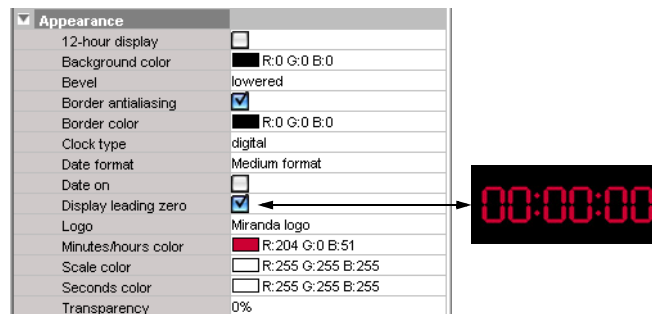 Appearance
12-hour display
Background color R:0 G:0 B:0
Bevel lowered
Border antialiasing
Border color R:0 G:0 B:0
Clock type digital
Date format Medium format
Date on
Display leading zero
Logo Miranda logo
Minutes/hours color R:204 G:0 B:51
Scale color R:255 G:255 B:255
Seconds color R:255 G:255 B:255
Transparency 0%
00:00:00